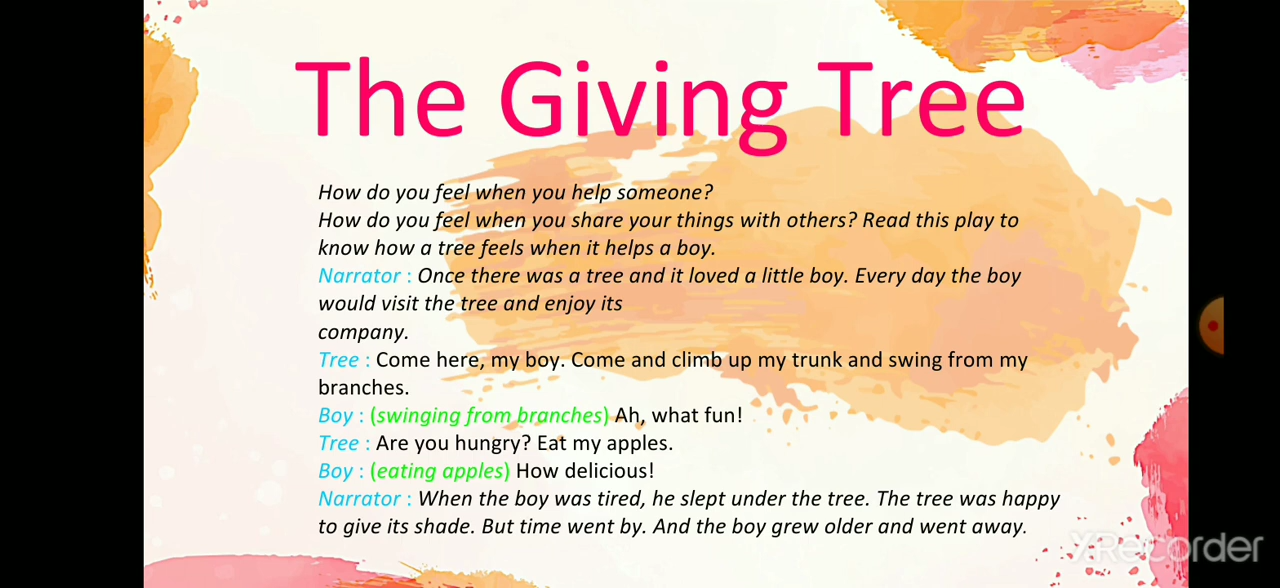 The Giving Tree
How do you feel when you help someone?
How do you feel when you share your things with others? Read this play to
know how a tree feels when it helps a boy.
Narrator : Once there was a tree and it loved a little boy. Every day the boy
would visit the tree and enjoy its
company.
Tree : Come here, my boy. Come and climb up my trunk and swing from my
branches.
Boy : (swinging from branches) Ah, what fun!
Tree : Are you hungry? Eat my apples.
Boy : (eating apples) How delicious!
Narrator : When the boy was tired, he slept under the tree. The tree was happy
to give its shade. But time went by. And the boy grew older and went away.
XRecorder